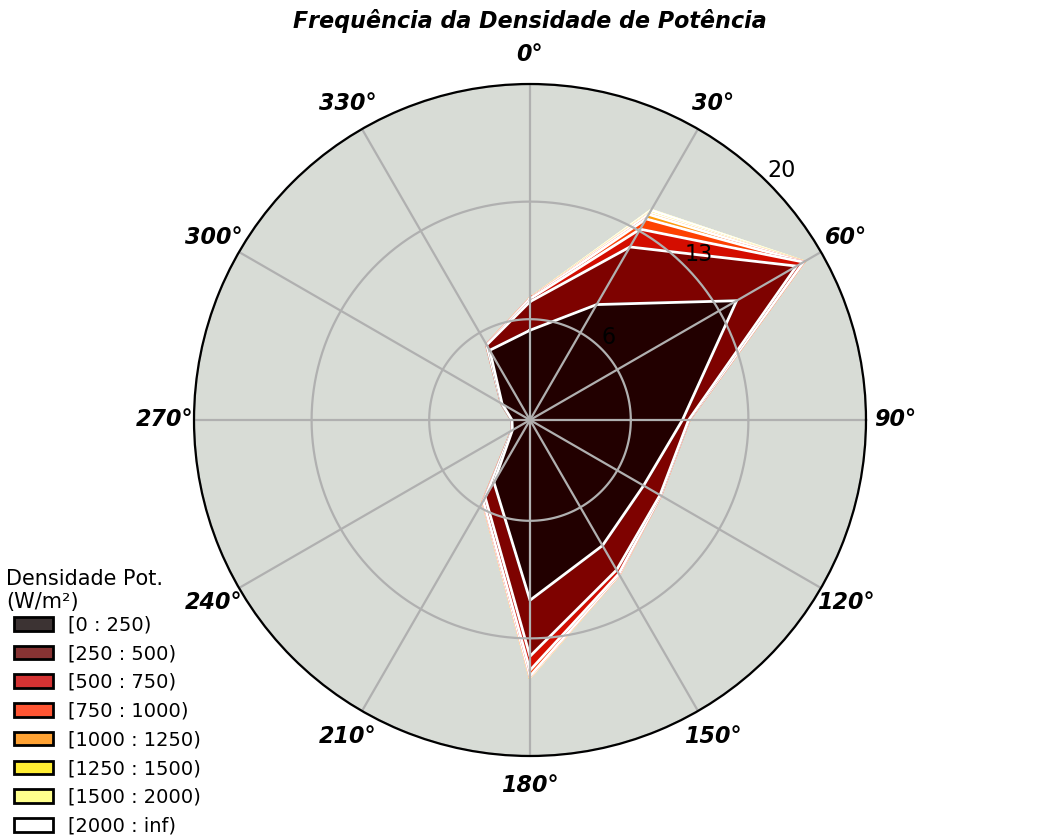 Frequência da Densidade de Potência
0°
330°
30°
20
300°
60°
13
6
270°
90°
240°
120°
210°
150°
180°
Densidade Pot.
(W/m²)
[0 : 250)
[250 : 500)
[500 : 750)
[750 : 1000)
[1000 : 1250)
[1250 : 1500)
[1500 : 2000)
[2000 : inf)